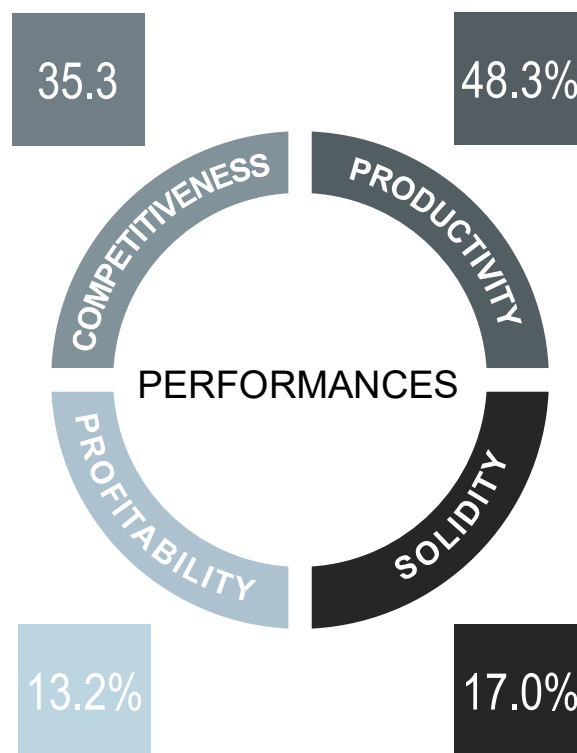 35.3
48.3%
COMPETITIVENESS
PRODUCTIVITY
PERFORMANCES
PROFITABILITY
SOLIDITY
13.2%
17.0%